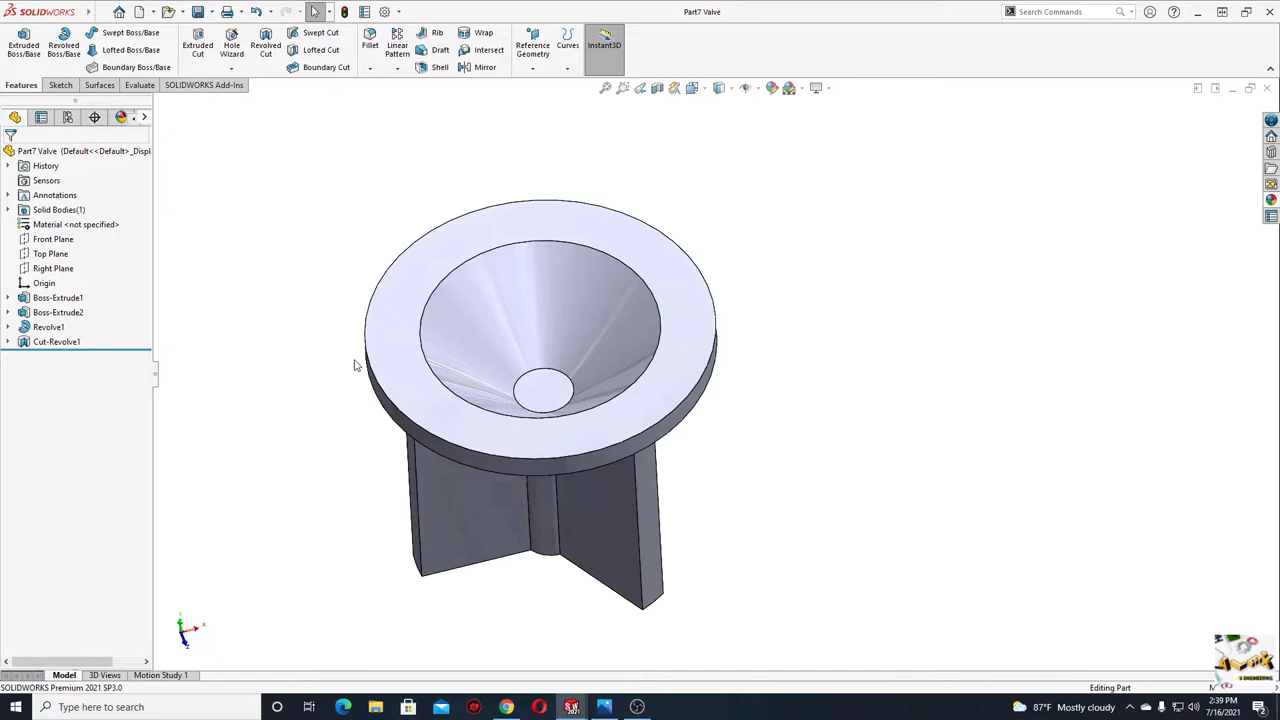 SOLIDWORKS
Part7 Valve
Search Commands
Extruded Boss/Base
Revolved Boss/Base
Swept Boss/Base
Lofted Boss/Base
Boundary Boss/Base
Extruded Cut
Hole Wizard
Revolved Cut
Swept Cut
Lofted Cut
Boundary Cut
Fillet
Linear Pattern
Rib
Draft
Shell
Wrap
Intersect
Mirror
Reference Geometry
Curves
Instant3D
Features
Sketch
Surfaces
Evaluate
SOLIDWORKS Add-Ins
Part7 Valve (Default<<Default>_Displ
History
Sensors
Annotations
Solid Bodies(1)
Material <not specified>
Front Plane
Top Plane
Right Plane
Origin
Boss-Extrude1
Boss-Extrude2
Revolve1
Cut-Revolve1
Model
3D Views
Motion Study 1
SOLIDWORKS Premium 2021 SP3.0
Editing Part
Type here to search
87°F Mostly cloudy
2:39 PM
7/16/2021